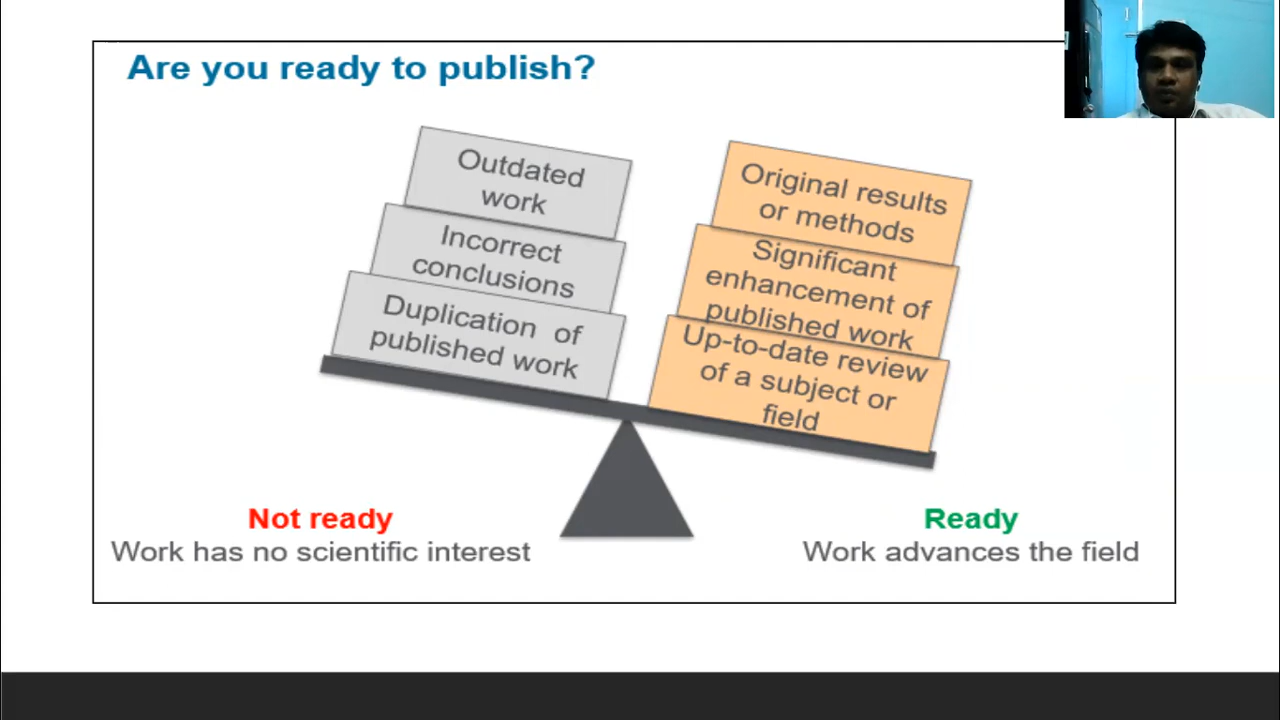 Are you ready to publish?
Outdated
work
Incorrect
conclusions
Duplication of
published work
Original results
or methods
Significant
enhancement of
published work
Up-to-date review
of a subject or
field
Not ready
Work has no scientific interest
Ready
Work advances the field